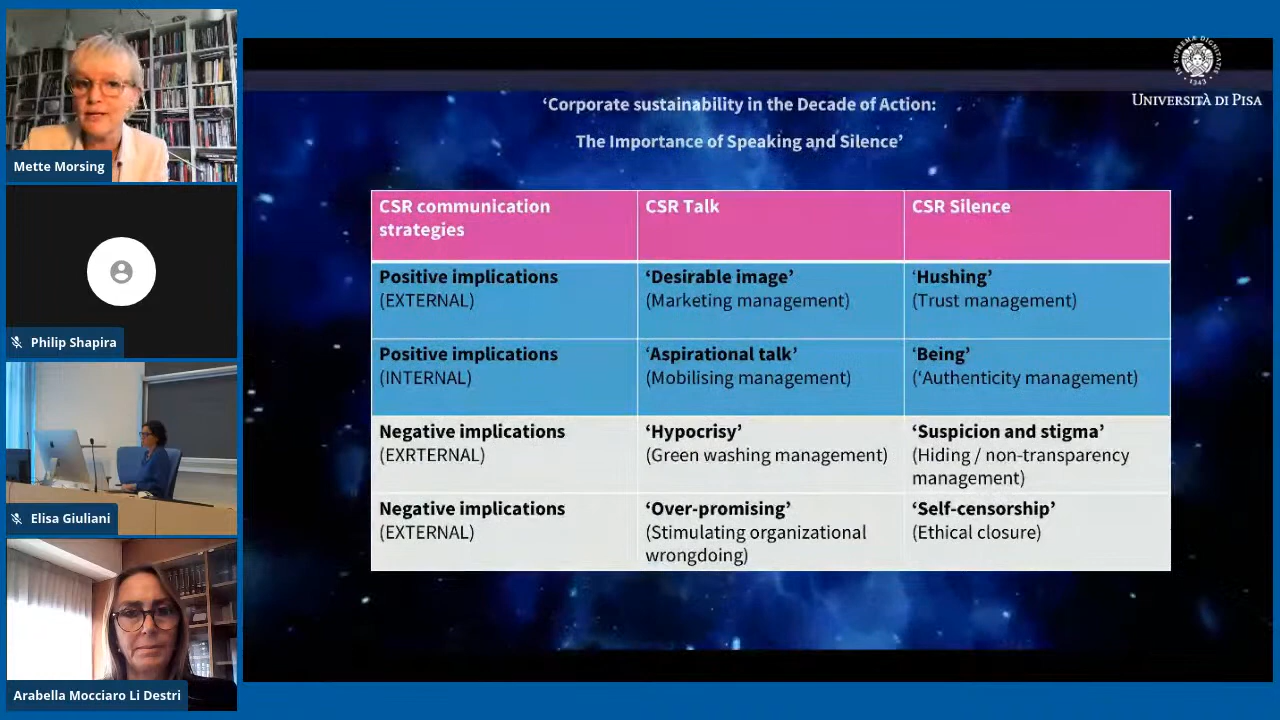 Mette Morsing
Philip Shapira
Elisa Giuliani
Arabella Mocciaro Li Destri
IN SUPREMÆ DIGNITATIS
1343
UNIVERSITÀ DI PISA
‘Corporate sustainability in the Decade of Action:
The Importance of Speaking and Silence’
CSR communication
strategies
CSR Talk
CSR Silence
Positive implications
(EXTERNAL)
‘Desirable image’
(Marketing management)
‘Hushing’
(Trust management)
Positive implications
(INTERNAL)
‘Aspirational talk’
(Mobilising management)
‘Being’
(‘Authenticity management)
Negative implications
(EXRTERNAL)
‘Hypocrisy’
(Green washing management)
‘Suspicion and stigma’
(Hiding / non-transparency
management)
Negative implications
(EXTERNAL)
‘Over-promising’
(Stimulating organizational
wrongdoing)
‘Self-censorship’
(Ethical closure)